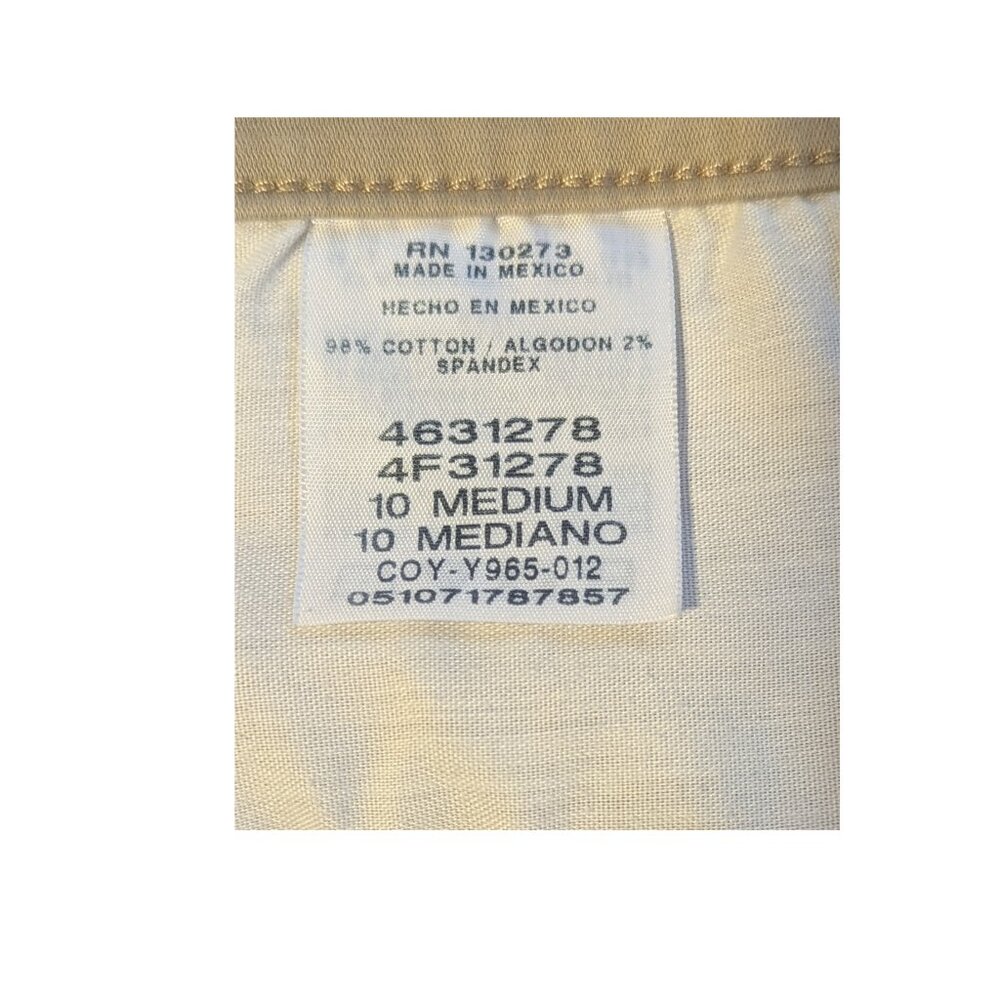 RN 130273
MADE IN MEXICO
HECHO EN MEXICO
98% COTTON / ALGODON 2%
SPANDEX
4631278
4F31278
10 MEDIUM
10 MEDIANO
COY-Y965-012
051071787857